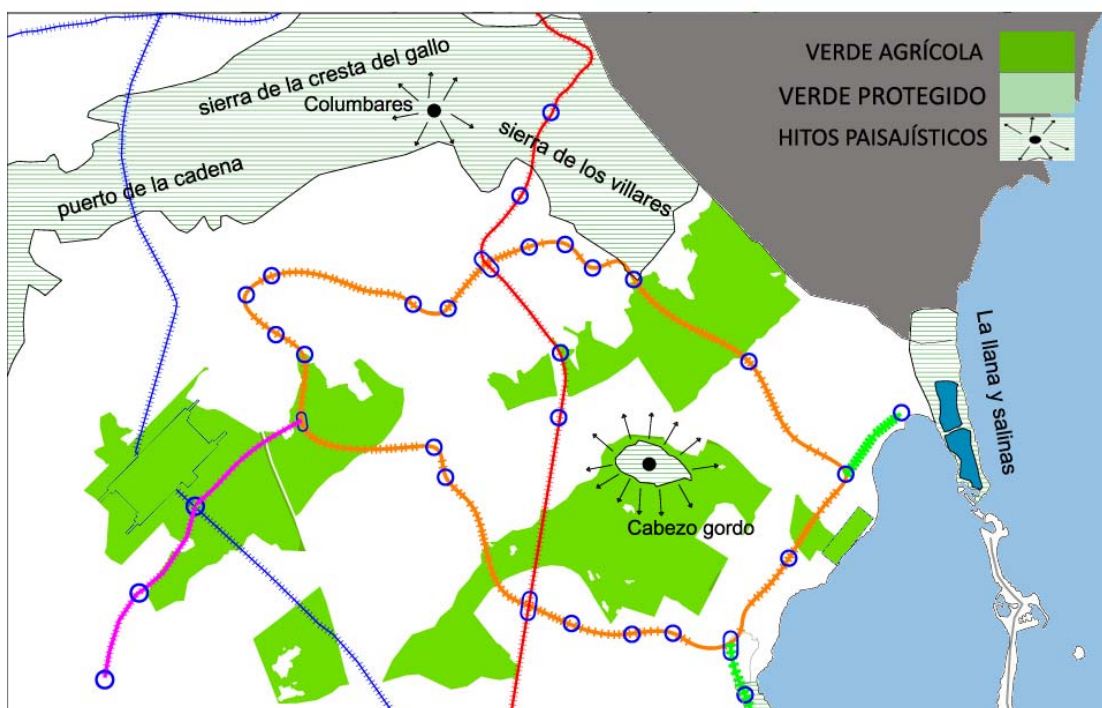 VERDE AGRÍCOLA
VERDE PROTEGIDO
HITOS PAISAJÍSTICOS
sierra de la cresta del gallo
Columbares
sierra de los villares
puerto de la cadena
La llana y salinas
Cabezo gordo